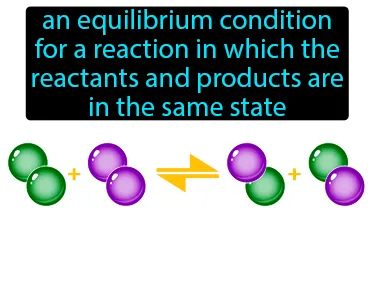 an equilibrium condition
for a reaction in which the
reactants and products are
in the same state
+ +